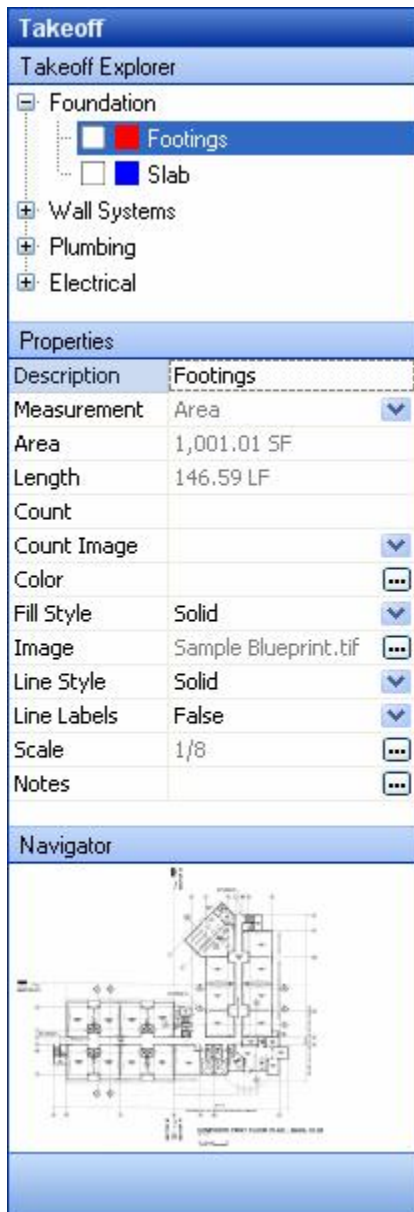 Takeoff
Takeoff Explorer
Foundation
Footings
Slab
Wall Systems
Plumbing
Electrical
Properties
Description Footings
Measurement Area
Area 1,001.01 SF
Length 146.59 LF
Count
Count Image
Color
Fill Style Solid
Image Sample Blueprint.tif
Line Style Solid
Line Labels False
Scale 1/8
Notes
Navigator